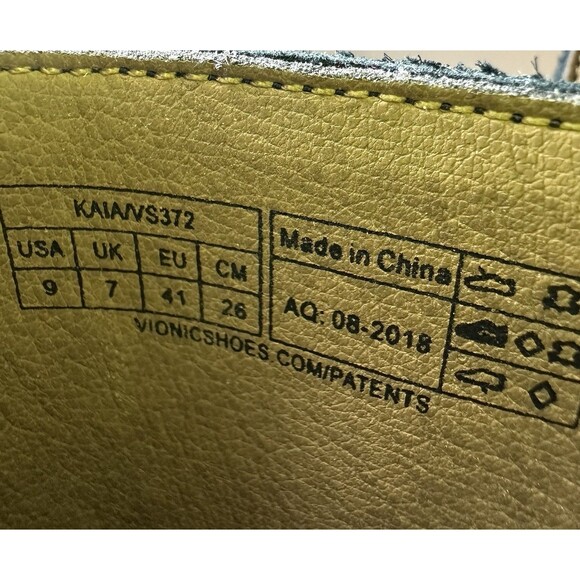 KAIA/VS372
USA UK EU CM
9 7 41 26
Made in China
AQ: 08-2018
VIONICSHOES.COM/PATENTS